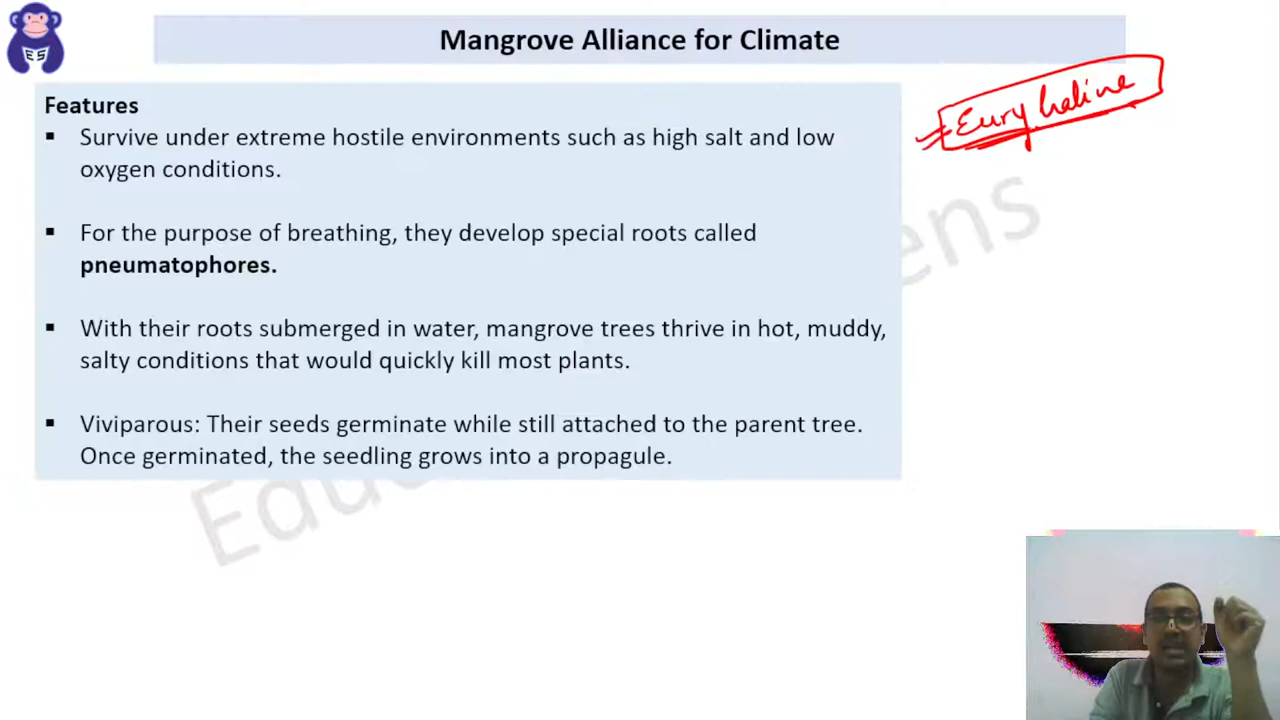 ES
Mangrove Alliance for Climate
Euryhaline
Features
▪ Survive under extreme hostile environments such as high salt and low
oxygen conditions.
▪ For the purpose of breathing, they develop special roots called
pneumatophores.
▪ With their roots submerged in water, mangrove trees thrive in hot, muddy,
salty conditions that would quickly kill most plants.
▪ Viviparous: Their seeds germinate while still attached to the parent tree.
Once germinated, the seedling grows into a propagule.